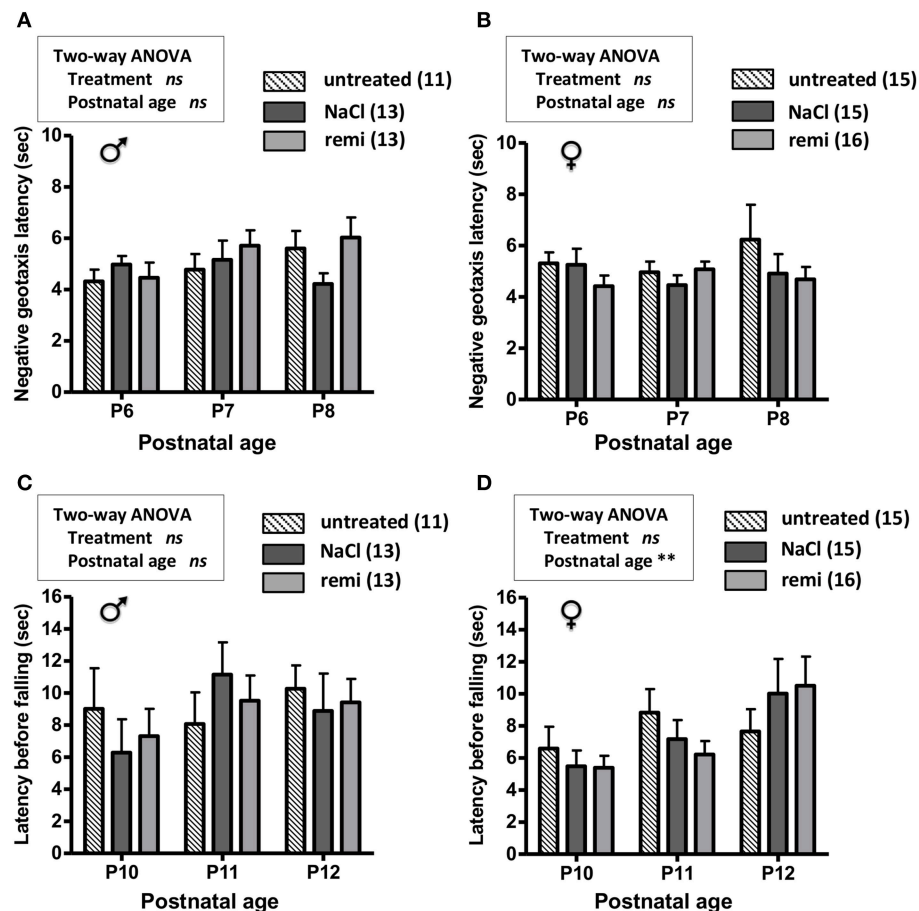 A
Two-way ANOVA
Treatment ns
Postnatal age ns
untreated (11)
NaCl (13)
remi (13)
Negative geotaxis latency (sec)
10
8
6
4
2
0
P6 P7 P8
Postnatal age
B
Two-way ANOVA
Treatment ns
Postnatal age ns
untreated (15)
NaCl (15)
remi (16)
Negative geotaxis latency (sec)
10
8
6
4
2
0
P6 P7 P8
Postnatal age
C
Two-way ANOVA
Treatment ns
Postnatal age ns
untreated (11)
NaCl (13)
remi (13)
Latency before falling (sec)
16
14
12
10
8
6
4
2
0
P10 P11 P12
Postnatal age
D
Two-way ANOVA
Treatment ns
Postnatal age **
untreated (15)
NaCl (15)
remi (16)
Latency before falling (sec)
16
14
12
10
8
6
4
2
0
P10 P11 P12
Postnatal age